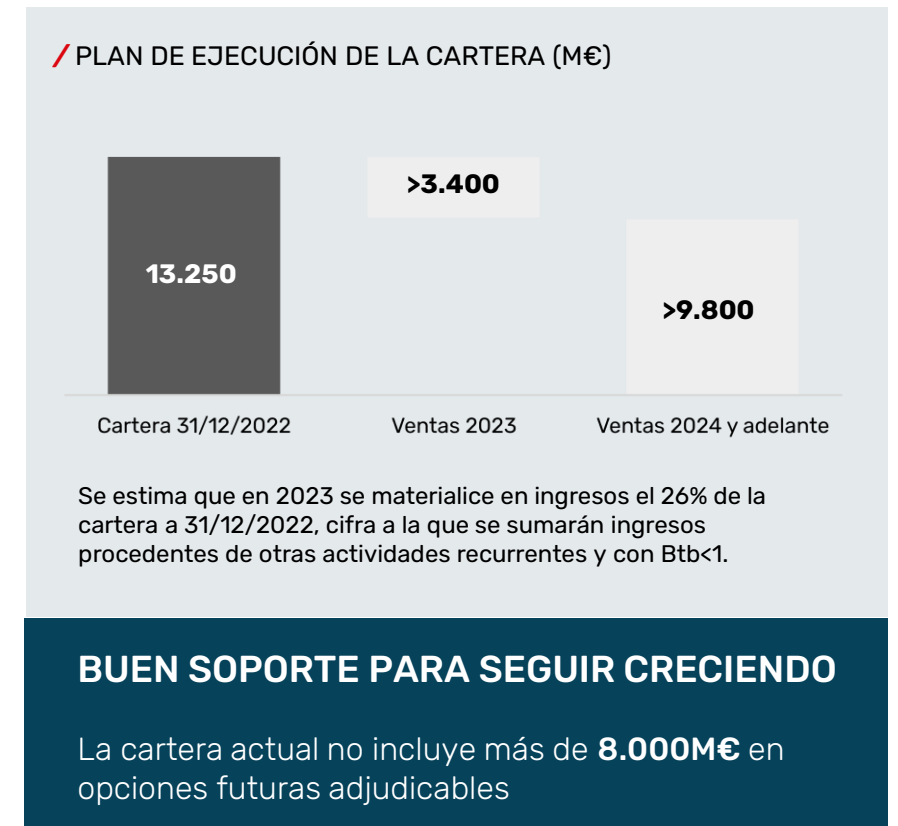 / PLAN DE EJECUCIÓN DE LA CARTERA (M€)
>3.400
13.250
>9.800
Cartera 31/12/2022
Ventas 2023
Ventas 2024 y adelante
Se estima que en 2023 se materialice en ingresos el 26% de la
cartera a 31/12/2022, cifra a la que se sumarán ingresos
procedentes de otras actividades recurrentes y con Btb<1.
BUEN SOPORTE PARA SEGUIR CRECIENDO
La cartera actual no incluye más de 8.000M€ en
opciones futuras adjudicables